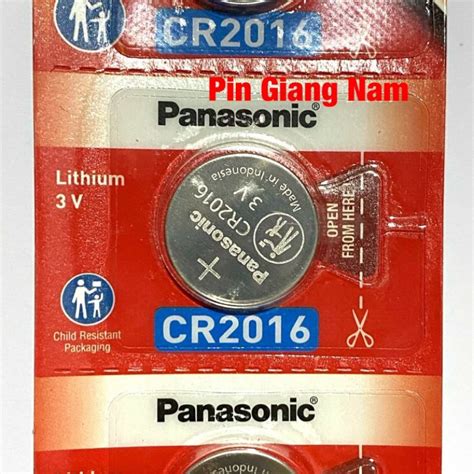 CR2016
Pin Giang Nam
Panasonic®
Lithium
3 V
Made in Indonesia
3 V
CR2016
Panasonic
+
OPEN
FROM HERE
Child Resistant
Packaging
CR2016
Panasonic®